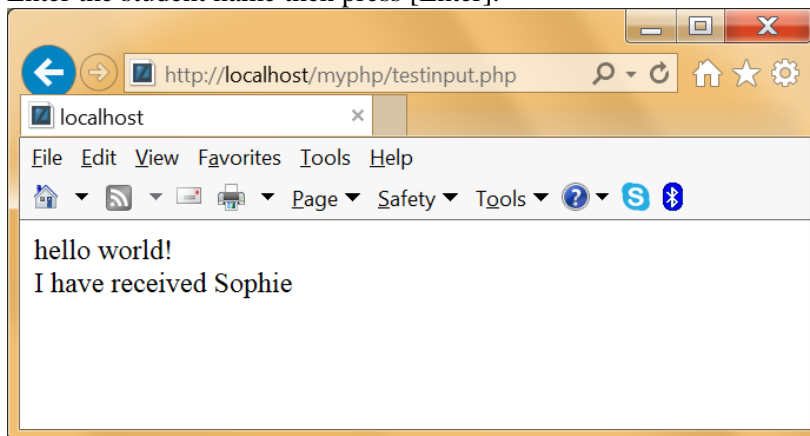 Enter the student name then press [Enter].
http://localhost/myphp/testinput.php
localhost
File Edit View Favorites Tools Help
Page Safety Tools
hello world!
I have received Sophie